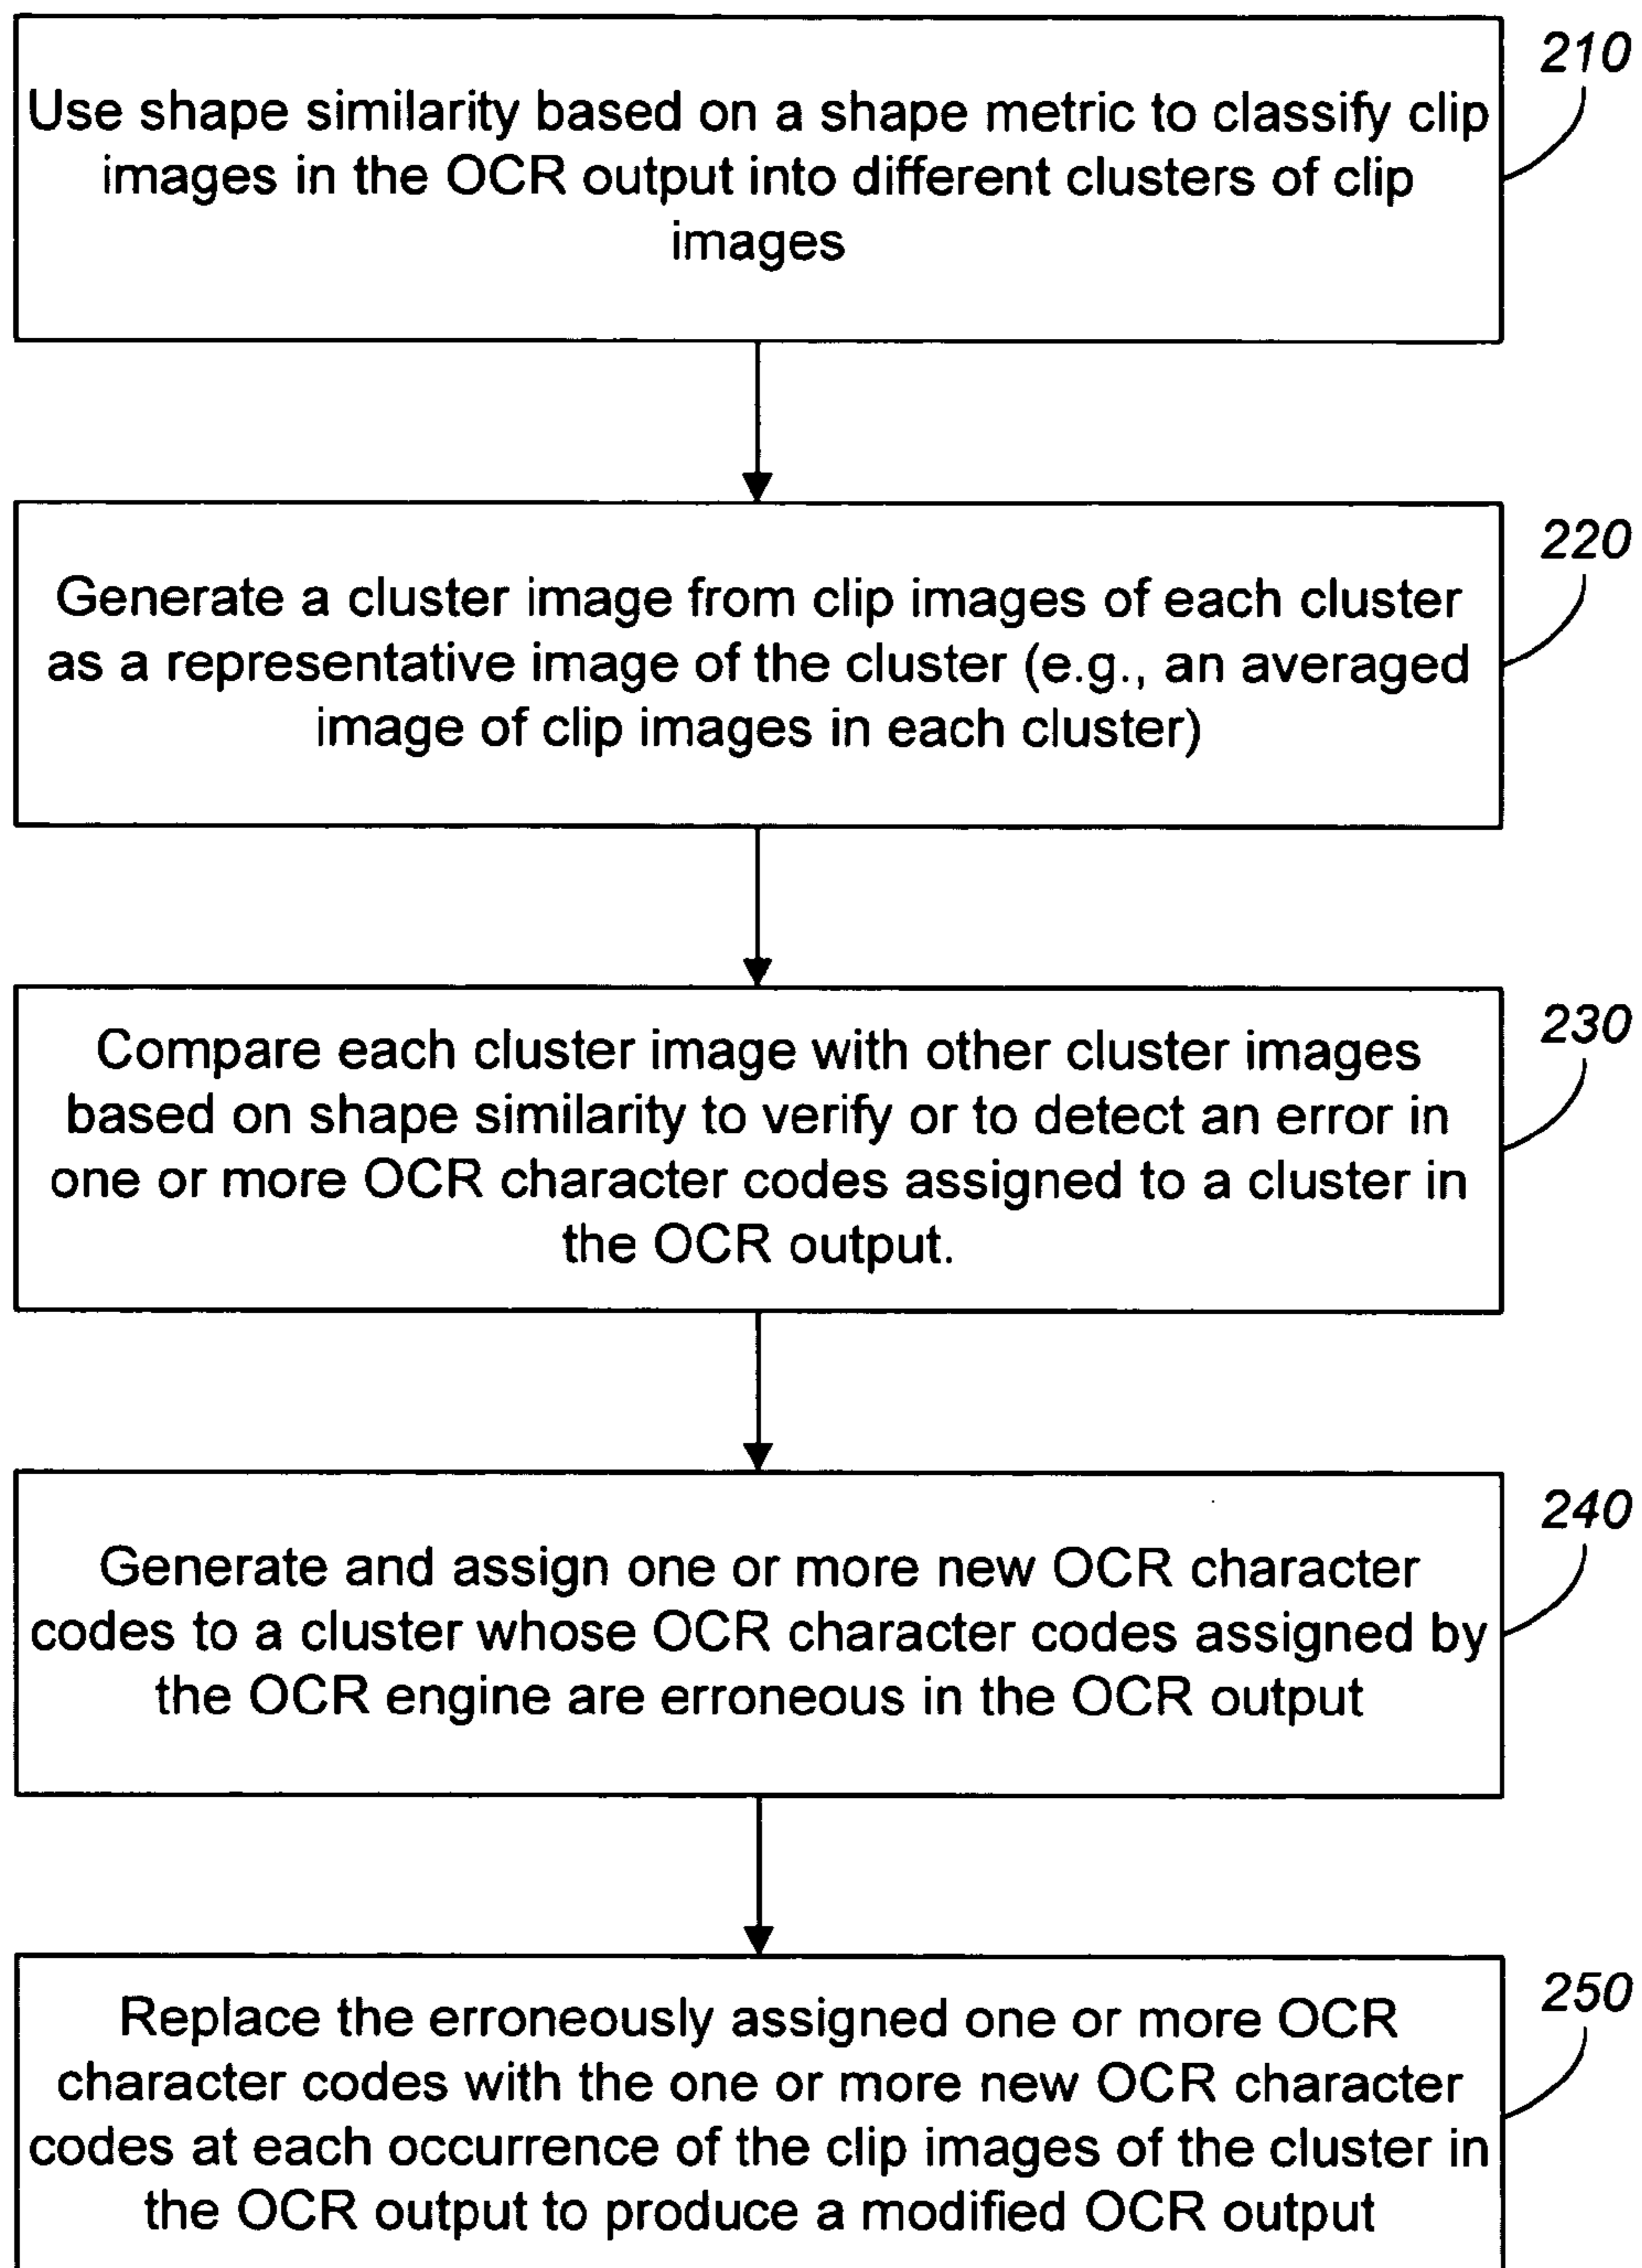 210
Use shape similarity based on a shape metric to classify clip
images in the OCR output into different clusters of clip
images
220
Generate a cluster image from clip images of each cluster
as a representative image of the cluster (e.g., an averaged
image of clip images in each cluster)
230
Compare each cluster image with other cluster images
based on shape similarity to verify or to detect an error in
one or more OCR character codes assigned to a cluster in
the OCR output.
240
Generate and assign one or more new OCR character
codes to a cluster whose OCR character codes assigned by
the OCR engine are erroneous in the OCR output
250
Replace the erroneously assigned one or more OCR
character codes with the one or more new OCR character
codes at each occurrence of the clip images of the cluster in
the OCR output to produce a modified OCR output